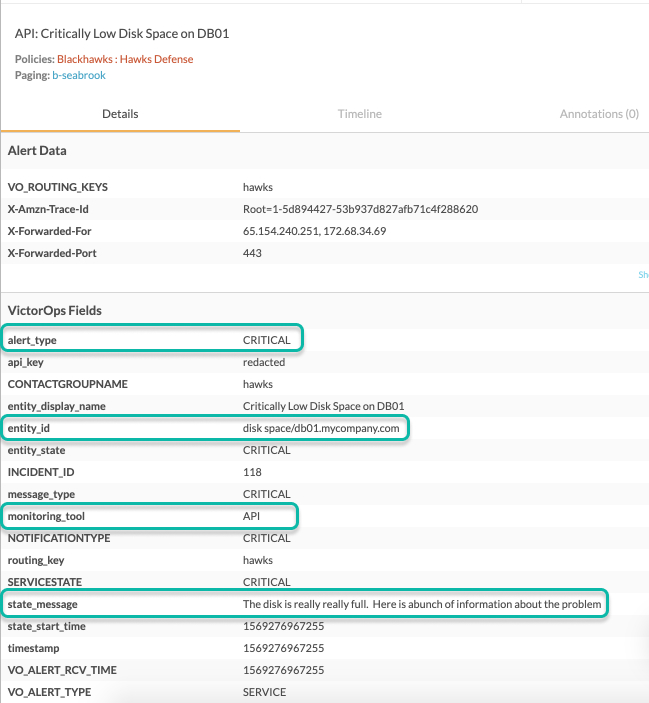 API: Critically Low Disk Space on DB01
Policies: Blackhawks : Hawks Defense
Paging: b-seabrook
Details Timeline Annotations (0)
Alert Data
VO_ROUTING_KEYS hawks
X-Amzn-Trace-Id Root=1-5d894427-53b937d827afb71c4f288620
X-Forwarded-For 65.154.240.251, 172.68.34.69
X-Forwarded-Port 443
Sh
VictorOps Fields
alert_type CRITICAL
api_key redacted
CONTACTGROUPNAME hawks
entity_display_name Critically Low Disk Space on DB01
entity_id disk space/db01.mycompany.com
entity_state CRITICAL
INCIDENT_ID 118
message_type CRITICAL
monitoring_tool API
NOTIFICATIONTYPE CRITICAL
routing_key hawks
SERVICESTATE CRITICAL
state_message The disk is really really full. Here is abunch of information about the problem
state_start_time 1569276967255
timestamp 1569276967255
VO_ALERT_RCV_TIME 1569276967255
VO_ALERT_TYPE SERVICE